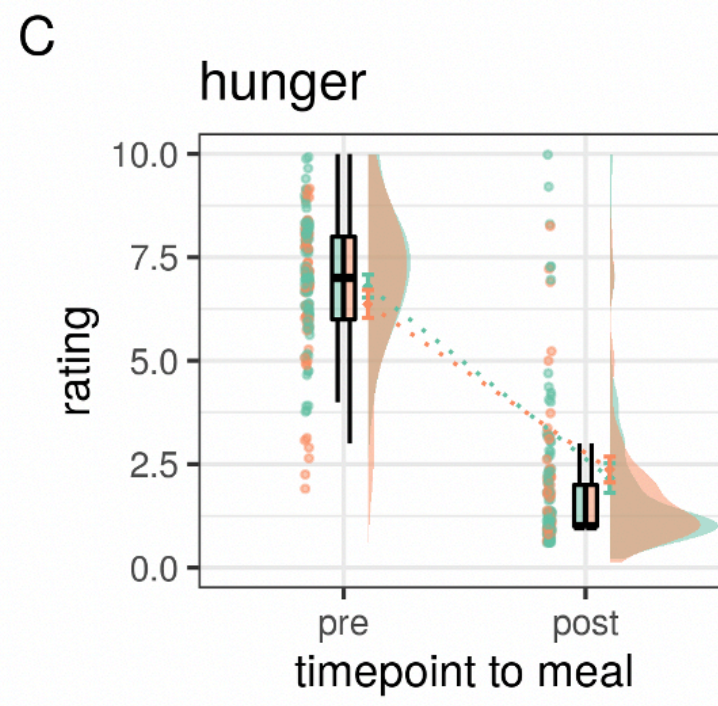 C
hunger
10.0
7.5
5.0
2.5
0.0
rating
pre post
timepoint to meal